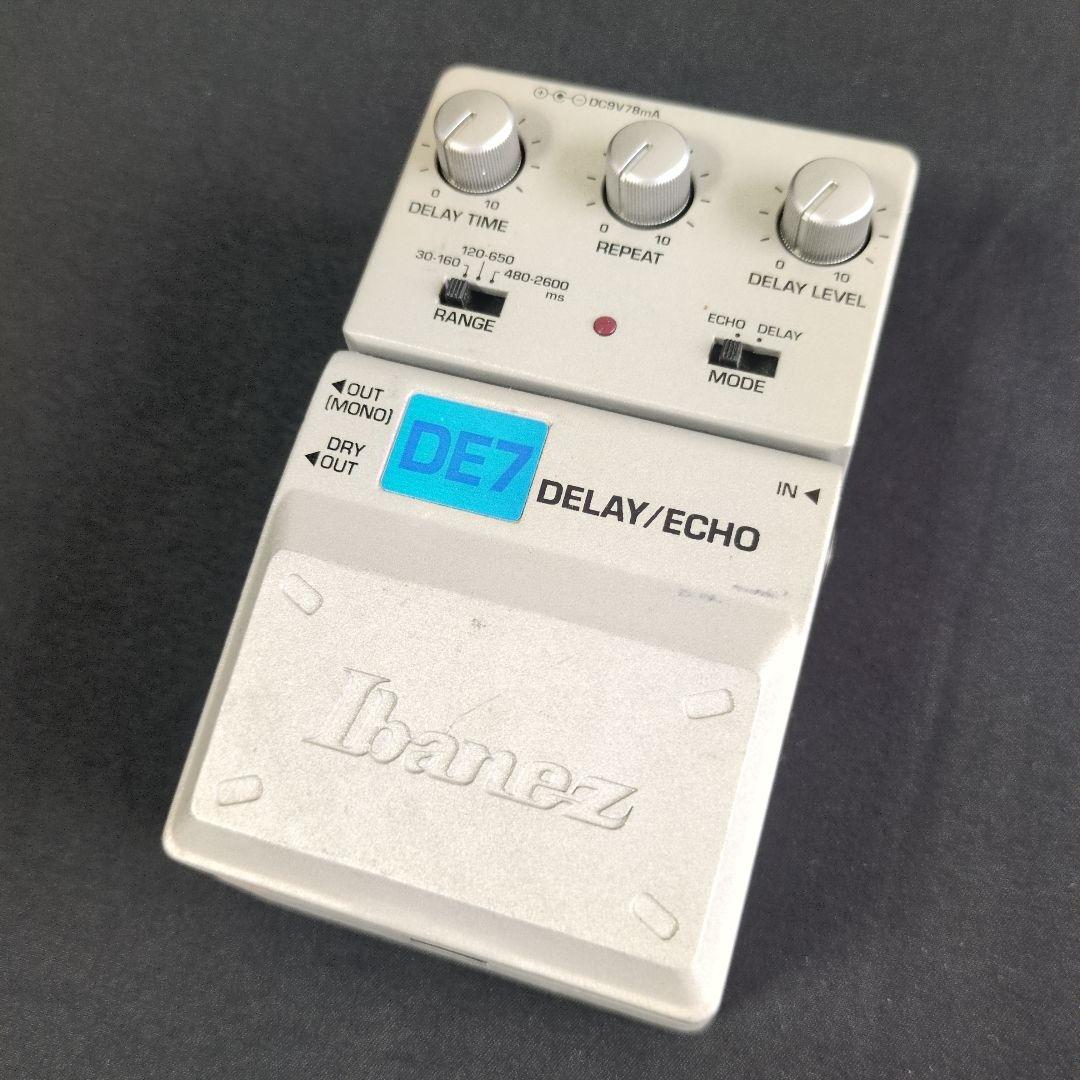 + - DC9V78mA
0 10
DELAY TIME
0 10
REPEAT
0 10
DELAY LEVEL
30-160 120-650 480-2600
ms
RANGE
ECHO DELAY
MODE
OUT
(MONO)
DRY
OUT
DE7
DELAY/ECHO
IN
Ibanez